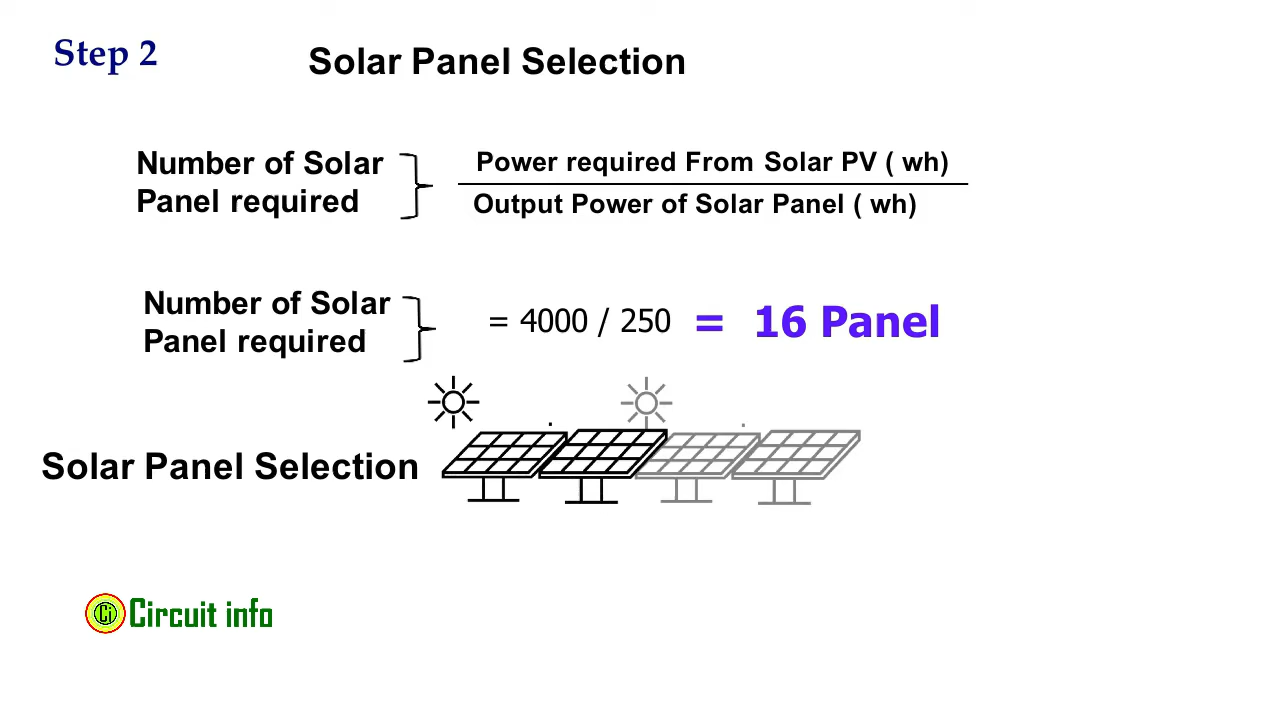 Step 2
Solar Panel Selection
Number of Solar
Panel required
Power required From Solar PV ( wh)
Output Power of Solar Panel ( wh)
Number of Solar
Panel required
= 4000 / 250 = 16 Panel
Solar Panel Selection
Ci Circuit info